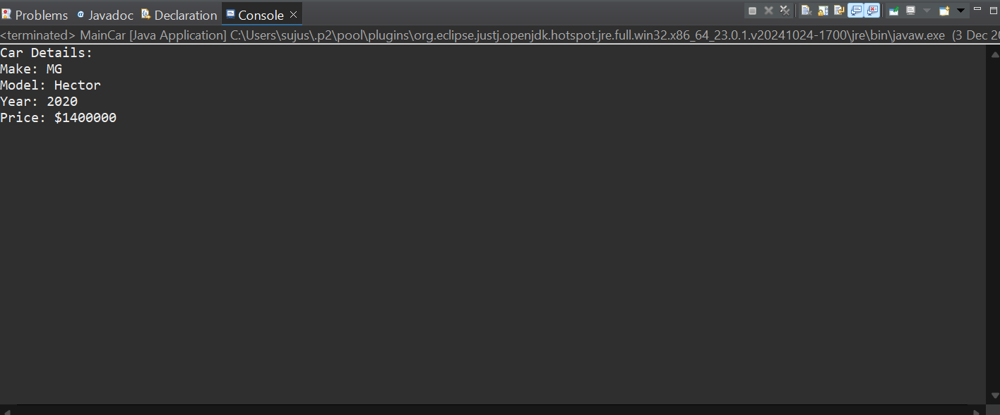 Problems Javadoc Declaration Console
<terminated> MainCar [Java Application] C:\Users\sujus\.p2\pool\plugins\org.eclipse.justj.openjdk.hotspot.jre.full.win32.x86_64_23.0.1.v20241024-1700\jre\bin\javaw.exe (3 Dec 20
Car Details:
Make: MG
Model: Hector
Year: 2020
Price: $1400000